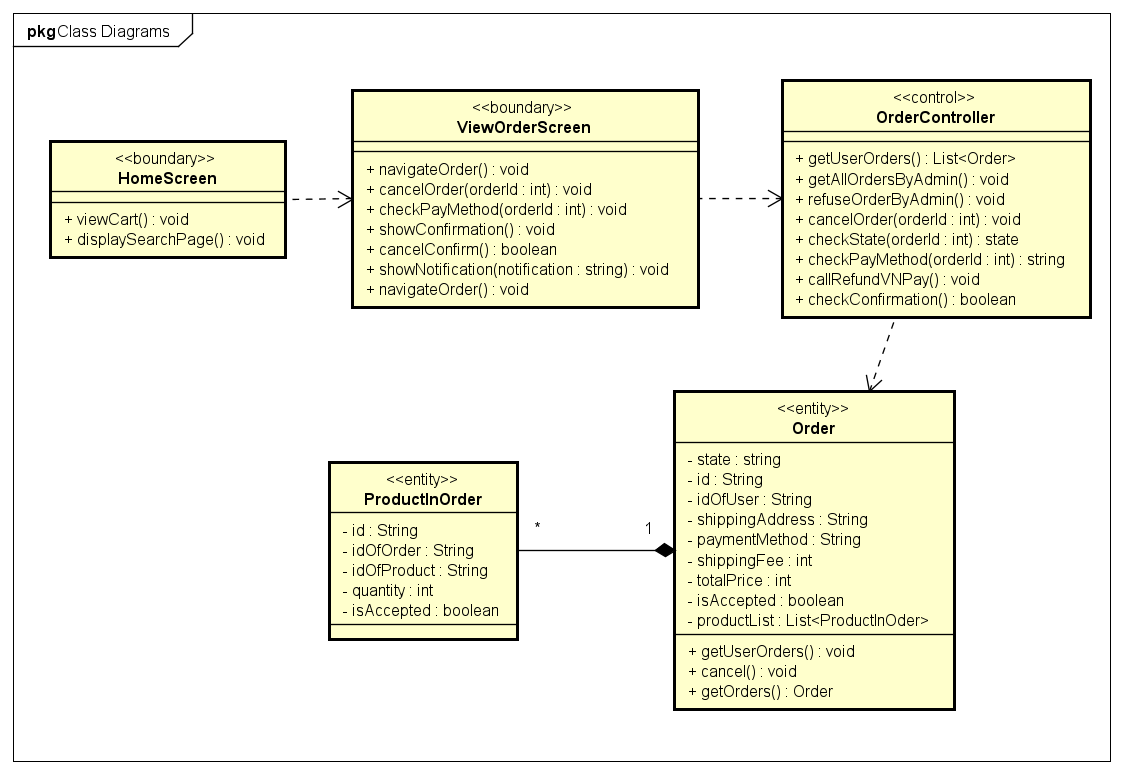 pkg Class Diagrams
<<boundary>>
HomeScreen
+ viewCart() : void
+ displaySearchPage() : void
<<boundary>>
ViewOrderScreen
+ navigateOrder() : void
+ cancelOrder(orderId : int) : void
+ checkPayMethod(orderId : int) : void
+ showConfirmation() : void
+ cancelConfirm() : boolean
+ showNotification(notification : string) : void
+ navigateOrder() : void
<<control>>
OrderController
+ getUserOrders() : List<Order>
+ getAllOrdersByAdmin() : void
+ refuseOrderByAdmin() : void
+ cancelOrder(orderId : int) : void
+ checkState(orderId : int) : state
+ checkPayMethod(orderId : int) : string
+ callRefundVNPay() : void
+ checkConfirmation() : boolean
<<entity>>
ProductInOrder
- id : String
- idOfOrder : String
- idOfProduct : String
- quantity : int
- isAccepted : boolean
*
1
<<entity>>
Order
- state : string
- id : String
- idOfUser : String
- shippingAddress : String
- paymentMethod : String
- shippingFee : int
- totalPrice : int
- isAccepted : boolean
- productList : List<ProductInOder>
+ getUserOrders() : void
+ cancel() : void
+ getOrders() : Order